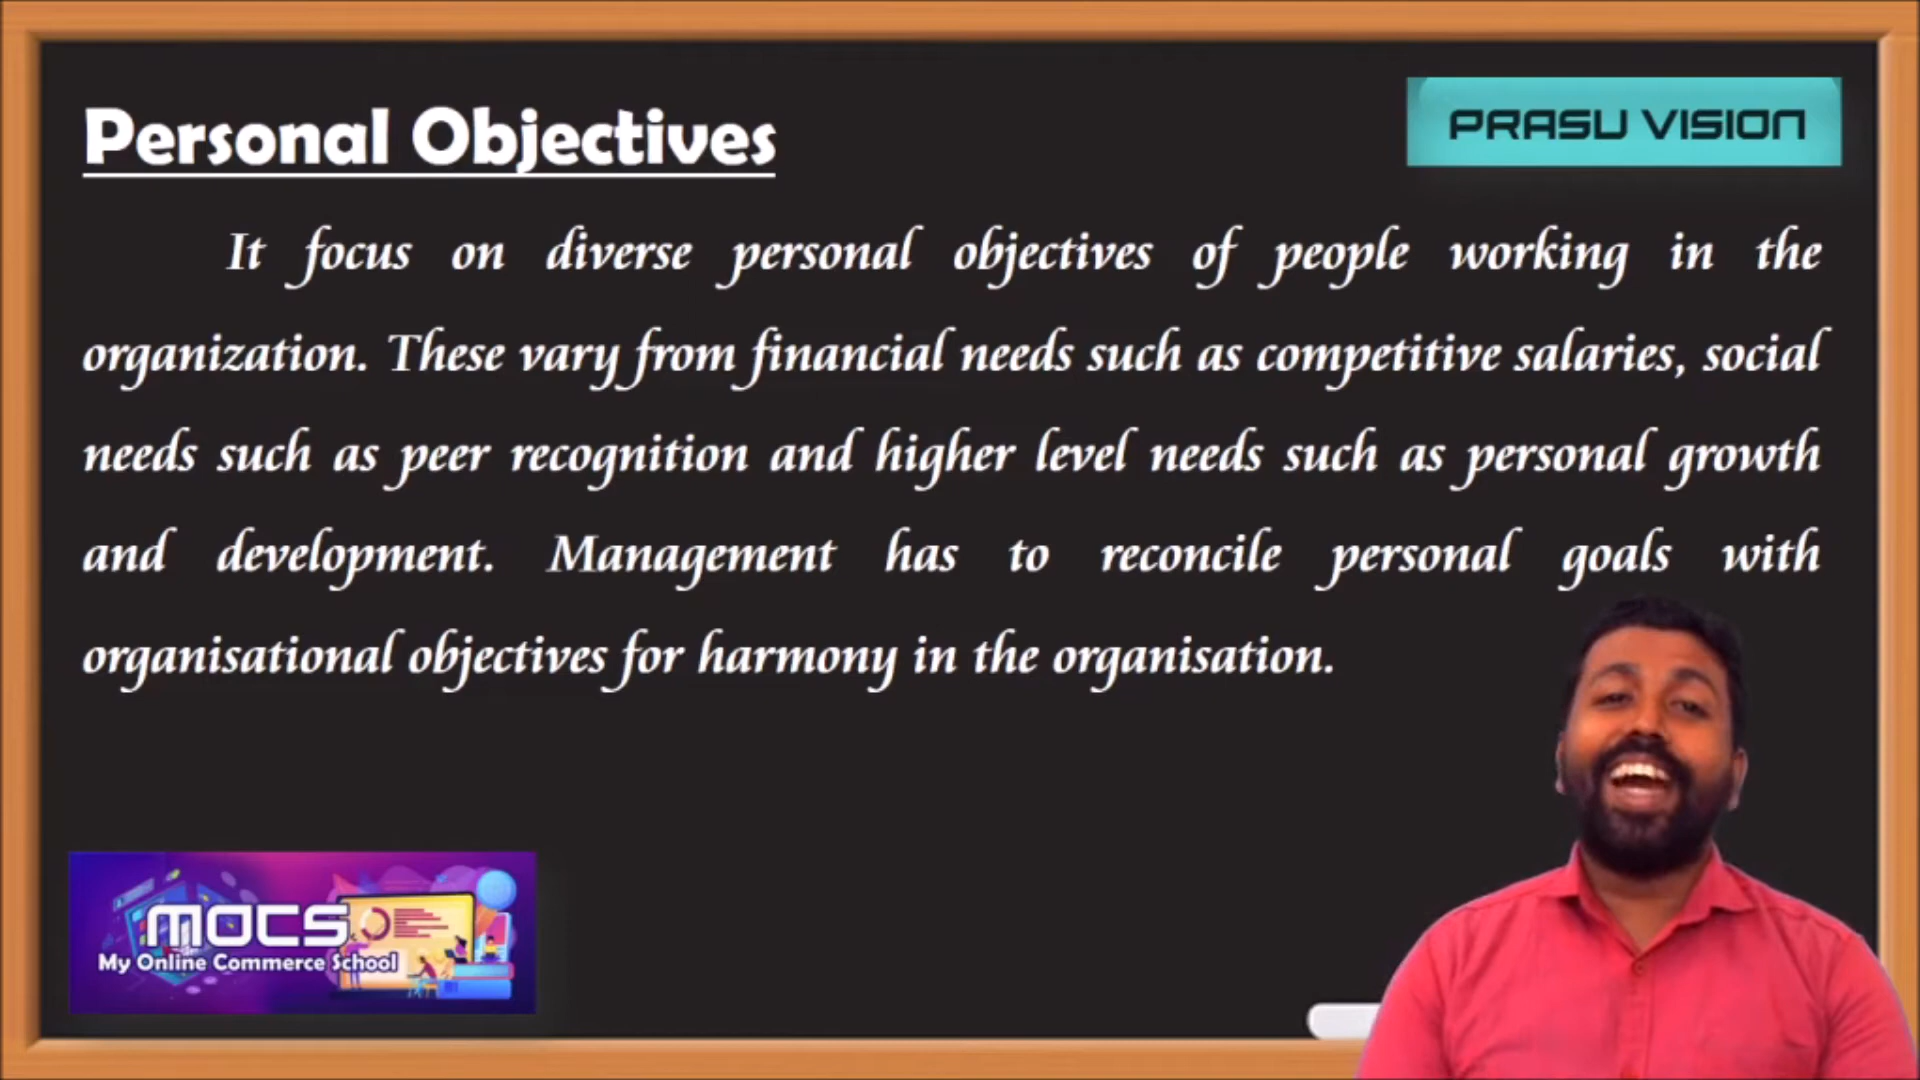 Personal Objectives
PRASU VISION
It focus on diverse personal objectives of people working in the
organization. These vary from financial needs such as competitive salaries, social
needs such as peer recognition and higher level needs such as personal growth
and development. Management has to reconcile personal goals with
organisational objectives for harmony in the organisation.
MOCS
My Online Commerce School